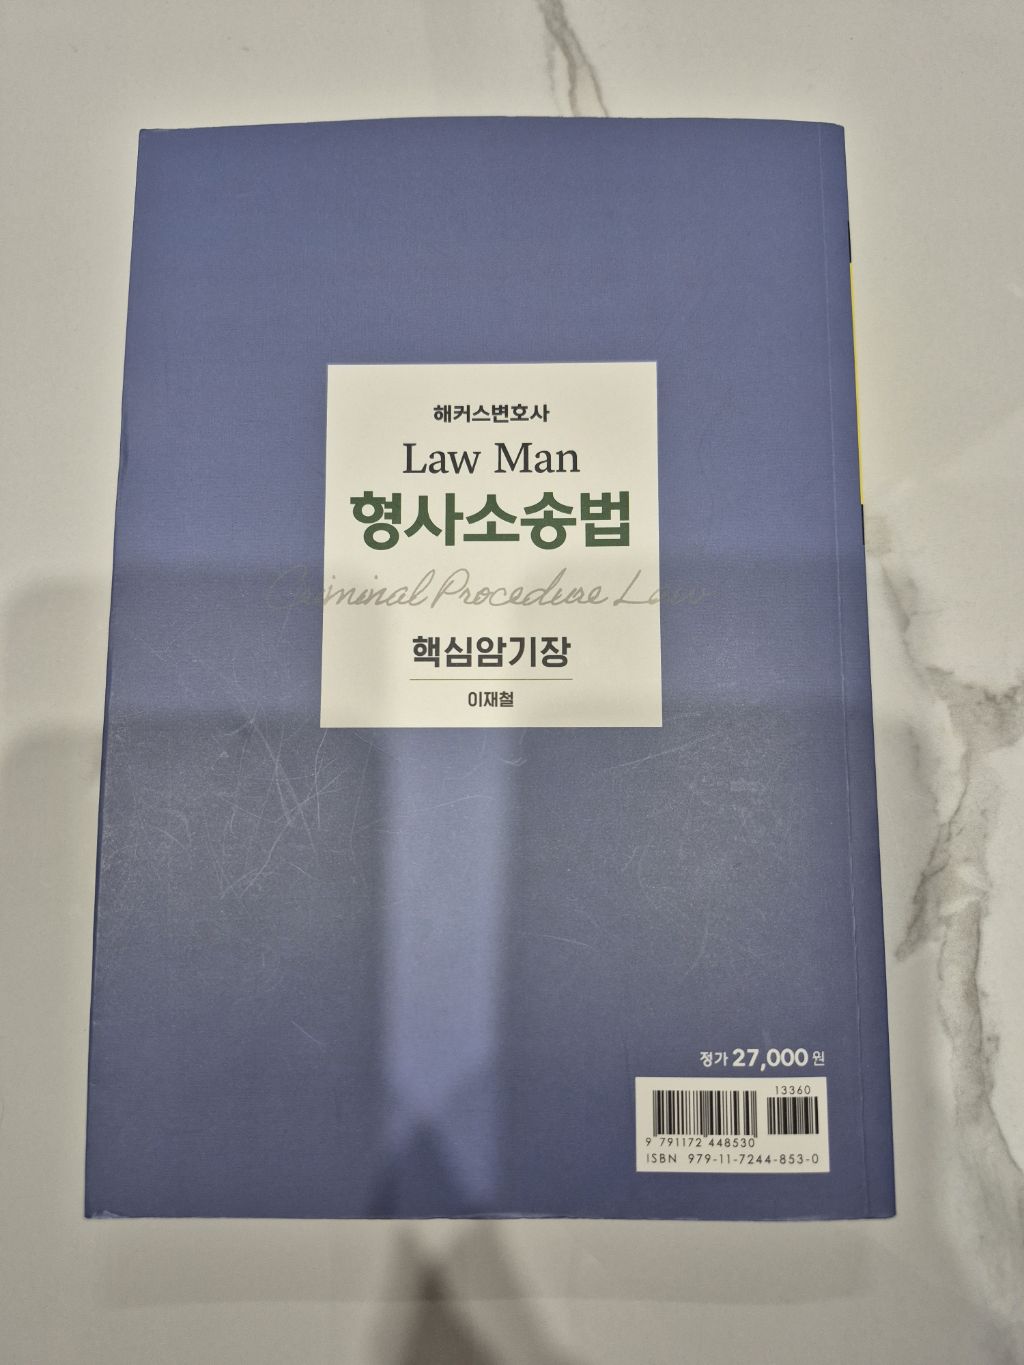 해커스변호사
Law Man
형사소송법
Criminal Procedure Law
핵심암기장
이재철
정가 27,000 원
13360
9 791172 448530
ISBN 979-11-7244-853-0